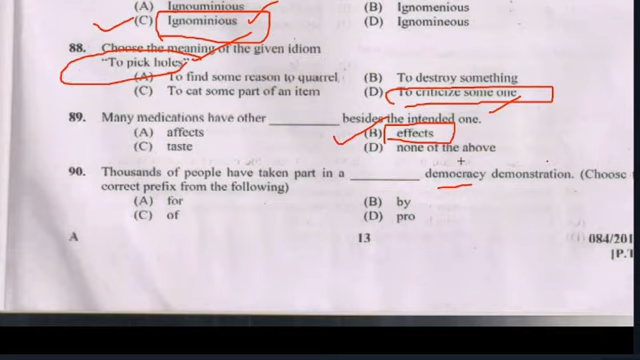 (A) Ignouminious (B) Ignomenious
(C) Ignominious (D) Ignomineous
88. Choose the meaning of the given idiom
"To pick holes"
(A) To find some reason to quarrel (B) To destroy something
(C) To cat some part of an item (D) To criticize some one
89. Many medications have other ________ besides the intended one.
(A) affects (B) effects
(C) taste (D) none of the above
90. Thousands of people have taken part in a ________ democracy demonstration. (Choose
correct prefix from the following)
(A) for (B) by
(C) of (D) pro
A 13 084/201
[P.T